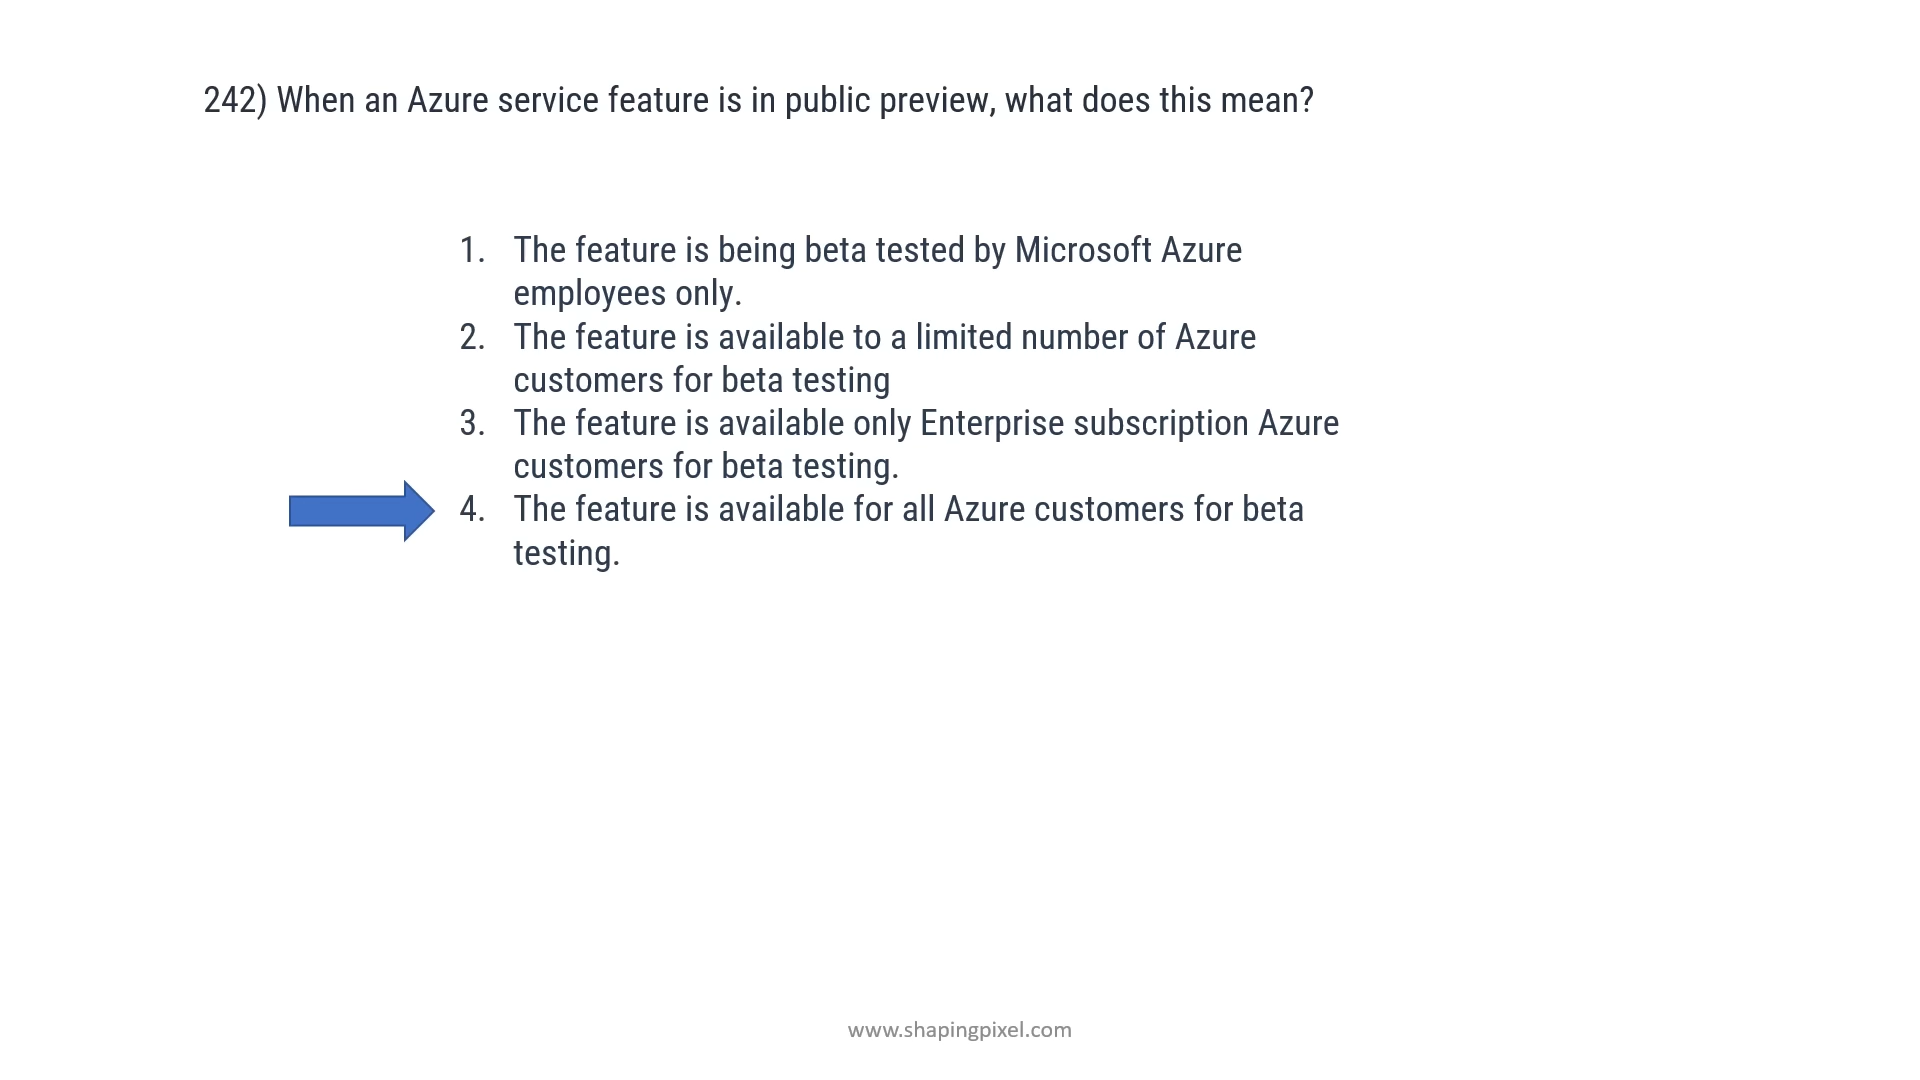 242) When an Azure service feature is in public preview, what does this mean?
1. The feature is being beta tested by Microsoft Azure
employees only.
2. The feature is available to a limited number of Azure
customers for beta testing
3. The feature is available only Enterprise subscription Azure
customers for beta testing.
4. The feature is available for all Azure customers for beta
testing.
www.shapingpixel.com